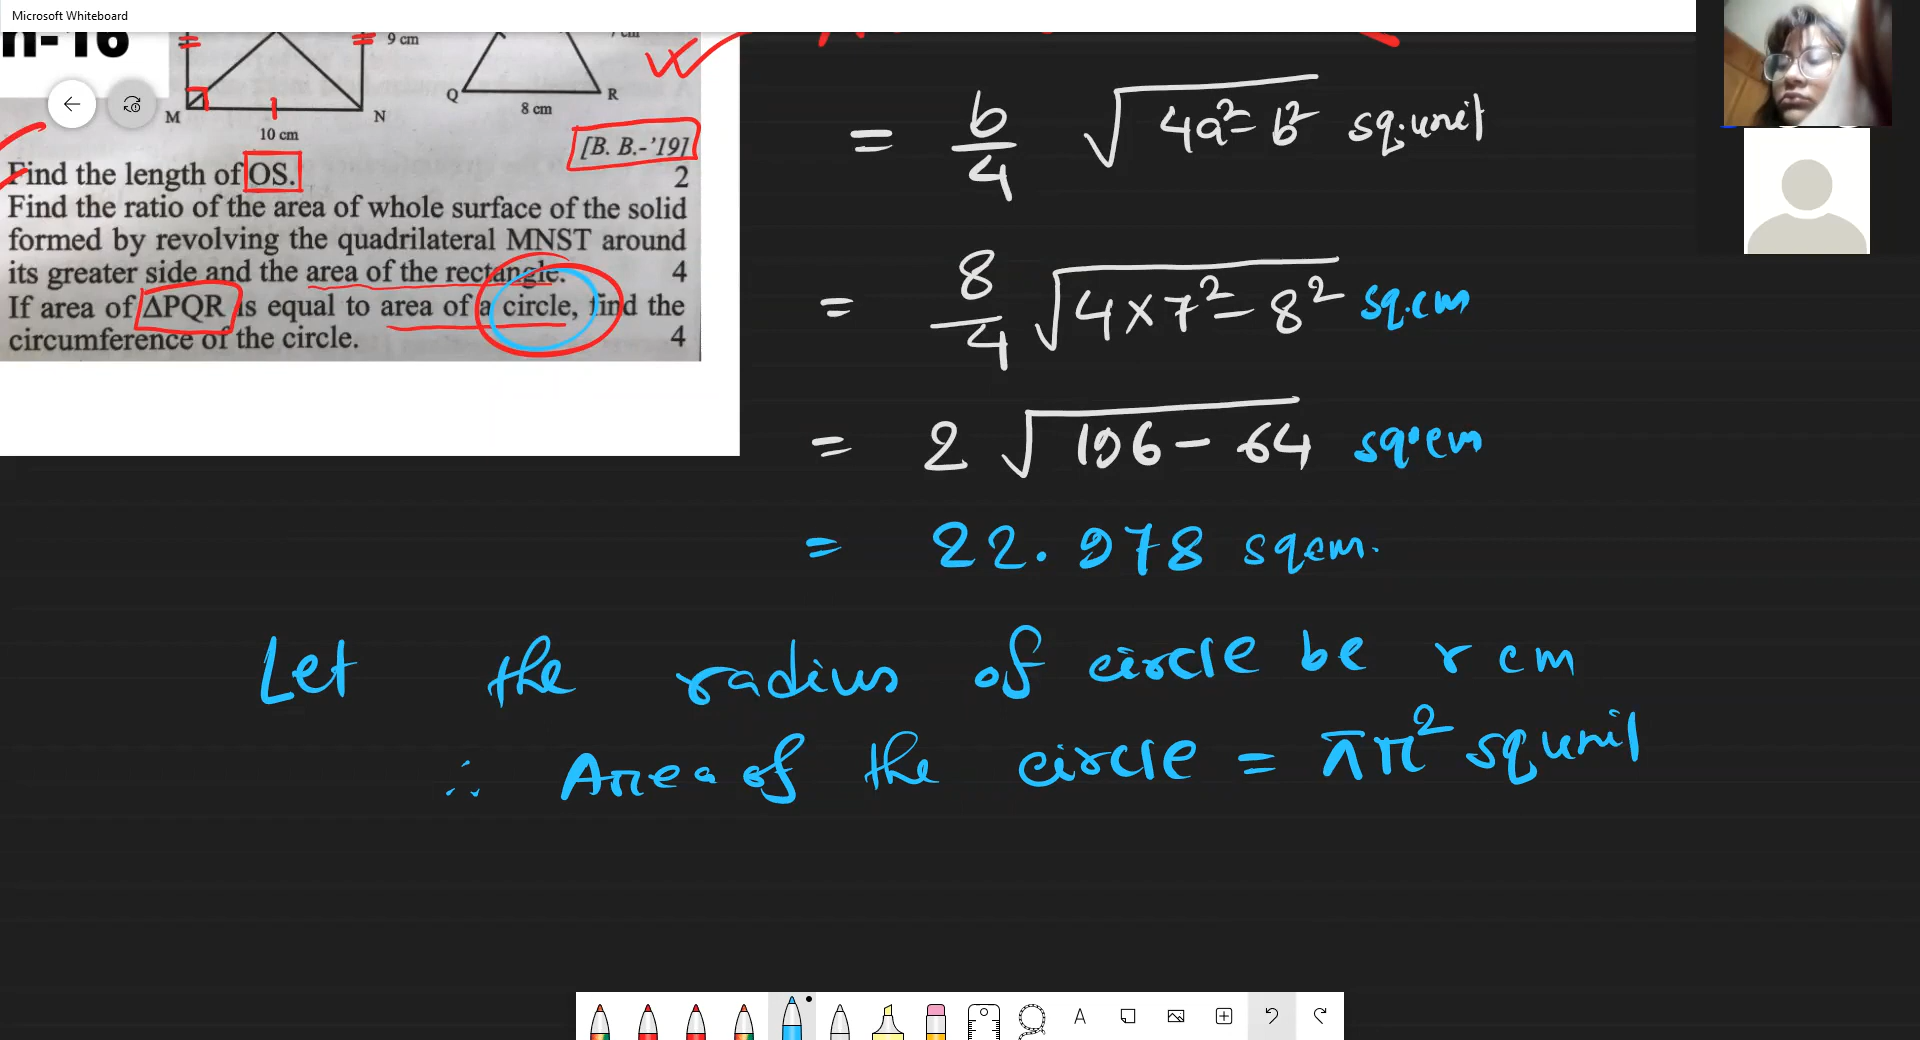 Microsoft Whiteboard
n-16
9 cm
7 cm
M
N
10 cm
Q
R
8 cm
[B. B.-'19]
Find the length of OS. 2
Find the ratio of the area of whole surface of the solid
formed by revolving the quadrilateral MNST around
its greater side and the area of the rectangle. 4
If area of ΔPQR is equal to area of a circle, find the
circumference of the circle. 4
= b/4 √(4a² - b²) sq.unit
= 8/4 √(4×7² - 8²) sq.cm
= 2 √(196 - 64) sq.cm
= 22.978 sqcm.
Let the radius of circle be r cm
∴ Area of the circle = πr² sq unit
A